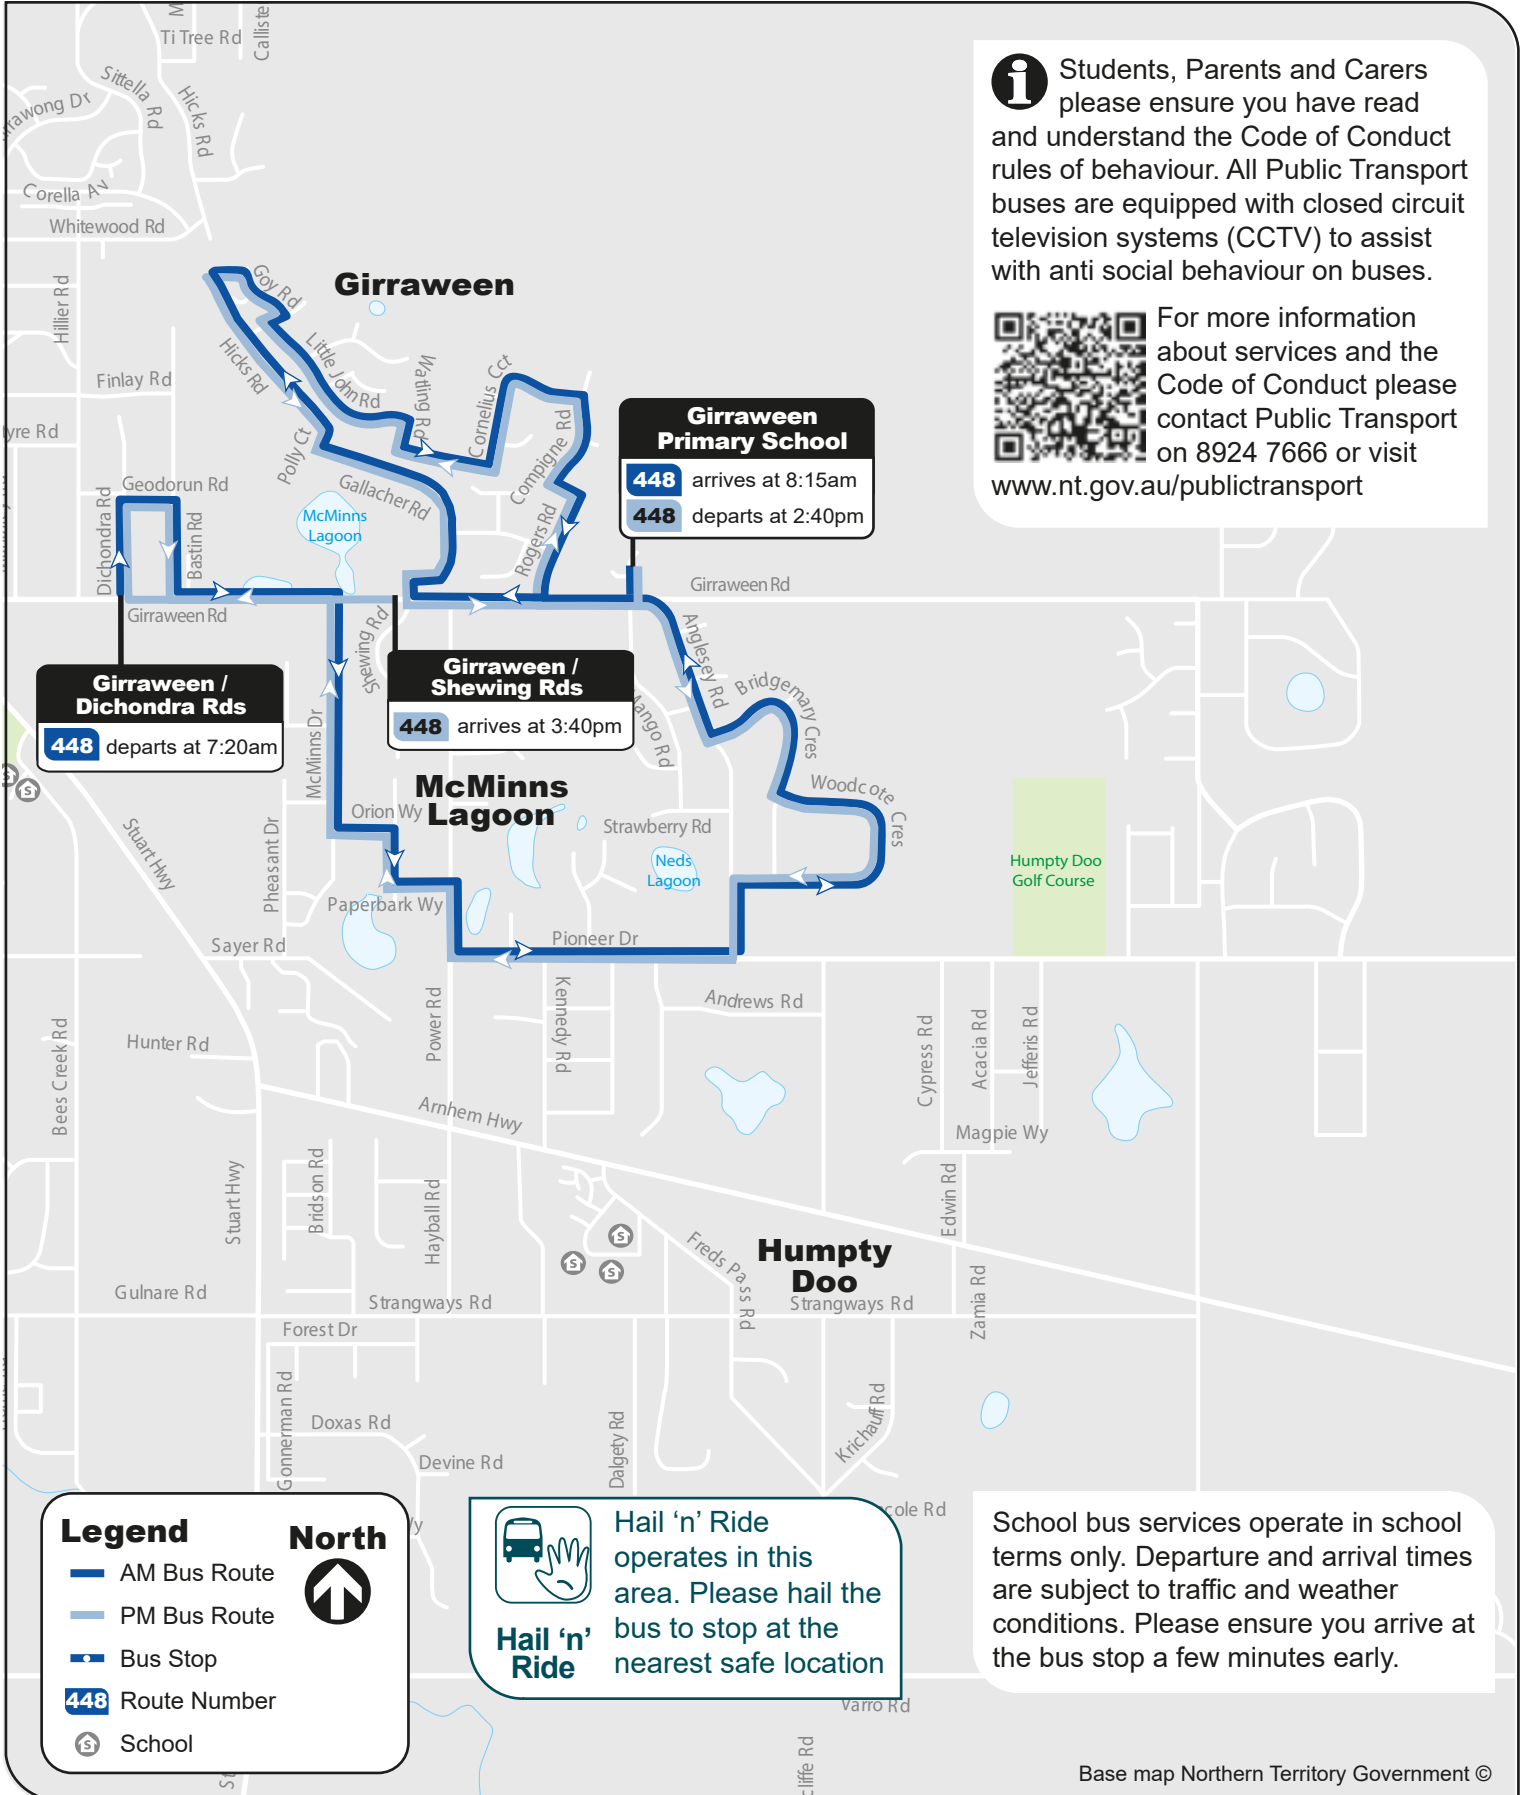 Ti Tree Rd
Calliste
Sittella Rd
Hicks Rd
rrawong Dr
Corella Av
Whitewood Rd
Hillier Rd
Goy Rd
Girraween
Little John Rd
Hicks Rd
Watling Rd
Cornelius Cct
Finlay Rd
tyre Rd
Polly Ct
Compigne Rd
Gallacher Rd
Geodorun Rd
Dichondra Rd
Bastin Rd
McMinns
Lagoon
Rogers Rd
Girraween
Primary School
448 arrives at 8:15am
448 departs at 2:40pm
Girraween Rd
Girraween Rd
Shewing Rd
Anglesey Rd
Bridgemary Cres
Mango Rd
Girraween /
Dichondra Rds
448 departs at 7:20am
Girraween /
Shewing Rds
448 arrives at 3:40pm
McMinns Dr
McMinns
Lagoon
Woodcote Cres
Orion Wy
Strawberry Rd
Neds
Lagoon
Humpty Doo
Golf Course
Stuart Hwy
Pheasant Dr
Paperbark Wy
Sayer Rd
Pioneer Dr
Power Rd
Kennedy Rd
Andrews Rd
Cypress Rd
Acacia Rd
Jefferis Rd
Bees Creek Rd
Hunter Rd
Arnhem Hwy
Magpie Wy
Stuart Hwy
Bridson Rd
Hayball Rd
Edwin Rd
Freds Pass Rd
Humpty
Doo
Gulnare Rd
Strangways Rd
Strangways Rd
Zamia Rd
Forest Dr
Gonnerman Rd
Doxas Rd
Devine Rd
Dalgety Rd
Krichauff Rd
cole Rd
Varro Rd
cliffe Rd
Students, Parents and Carers
please ensure you have read
and understand the Code of Conduct
rules of behaviour. All Public Transport
buses are equipped with closed circuit
television systems (CCTV) to assist
with anti social behaviour on buses.
For more information
about services and the
Code of Conduct please
contact Public Transport
on 8924 7666 or visit
www.nt.gov.au/publictransport
Legend
North
AM Bus Route
PM Bus Route
Bus Stop
448 Route Number
S School
Hail ‘n’
Ride
Hail ‘n’ Ride
operates in this
area. Please hail the
bus to stop at the
nearest safe location
School bus services operate in school
terms only. Departure and arrival times
are subject to traffic and weather
conditions. Please ensure you arrive at
the bus stop a few minutes early.
Base map Northern Territory Government ©